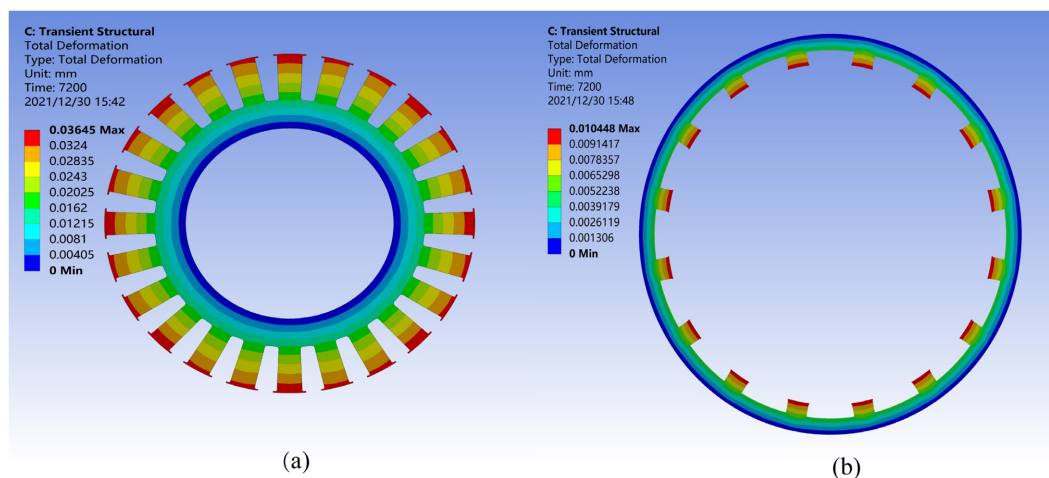 C: Transient Structural
Total Deformation
Type: Total Deformation
Unit: mm
Time: 7200
2021/12/30 15:42
0.03645 Max
0.0324
0.02835
0.0243
0.02025
0.0162
0.01215
0.0081
0.00405
0 Min
(a)
C: Transient Structural
Total Deformation
Type: Total Deformation
Unit: mm
Time: 7200
2021/12/30 15:48
0.010448 Max
0.0091417
0.0078357
0.0065298
0.0052238
0.0039179
0.0026119
0.001306
0 Min
(b)